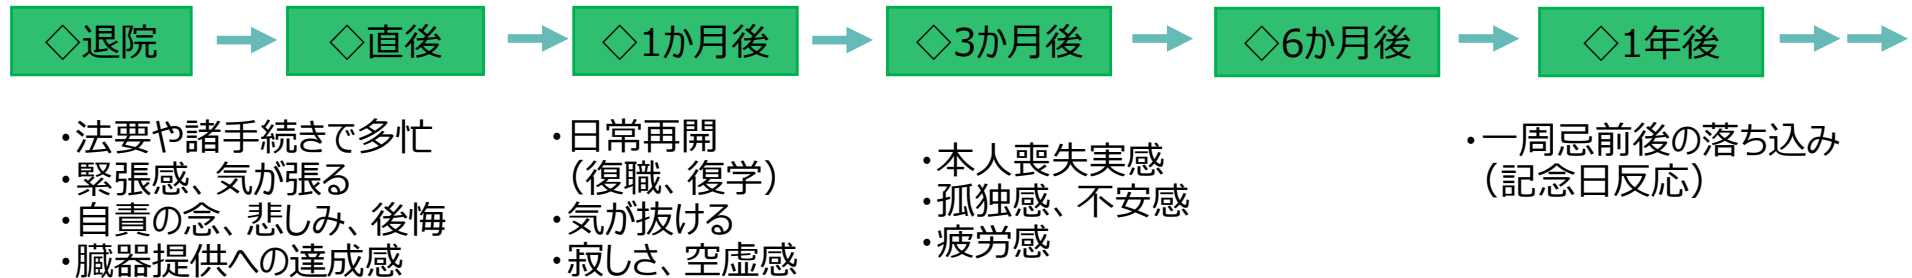 ◇退院
◇直後
◇1か月後
◇3か月後
◇6か月後
◇1年後
・法要や諸手続きで多忙
・緊張感、気が張る
・自責の念、悲しみ、後悔
・臓器提供への達成感
・日常再開
（復職、復学）
・気が抜ける
・寂しさ、空虚感
・本人喪失実感
・孤独感、不安感
・疲労感
・一周忌前後の落ち込み
（記念日反応）